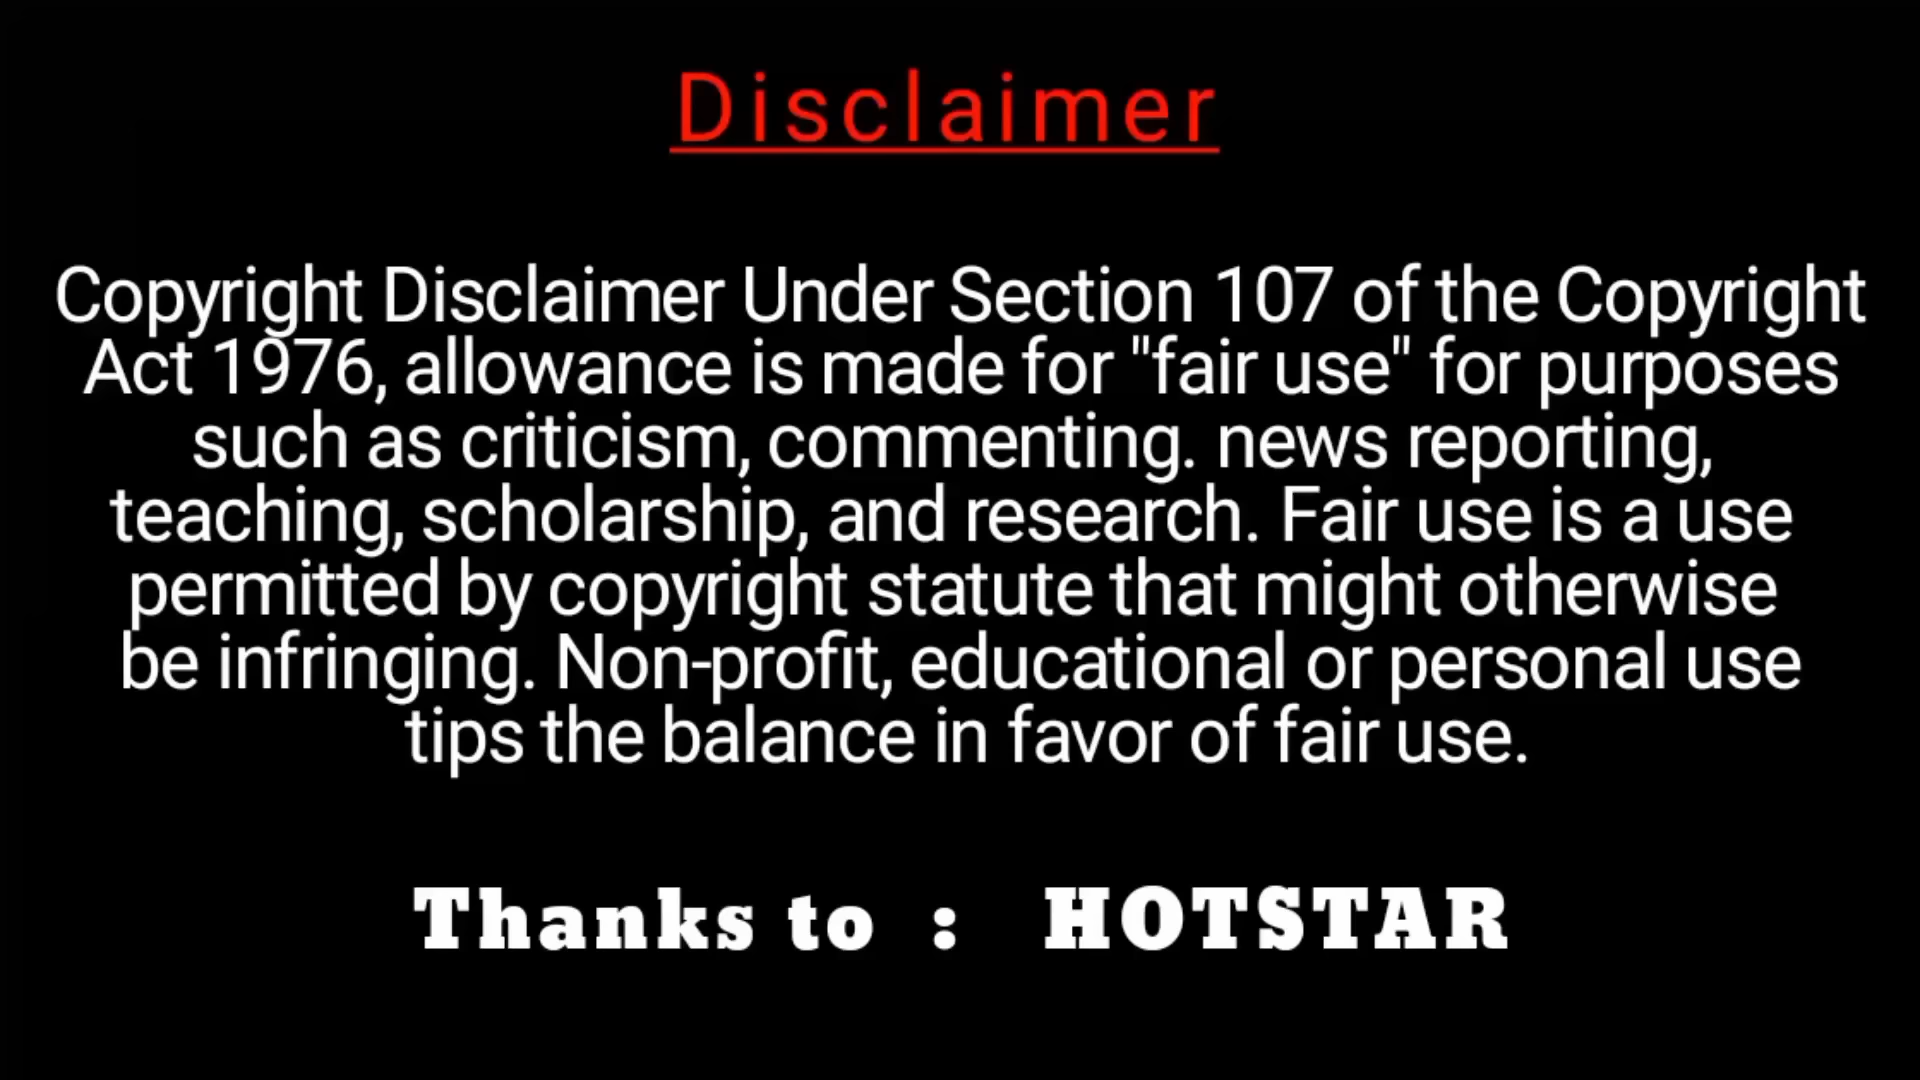 Disclaimer
Copyright Disclaimer Under Section 107 of the Copyright
Act 1976, allowance is made for "fair use" for purposes
such as criticism, commenting. news reporting,
teaching, scholarship, and research. Fair use is a use
permitted by copyright statute that might otherwise
be infringing. Non-profit, educational or personal use
tips the balance in favor of fair use.
Thanks to : HOTSTAR